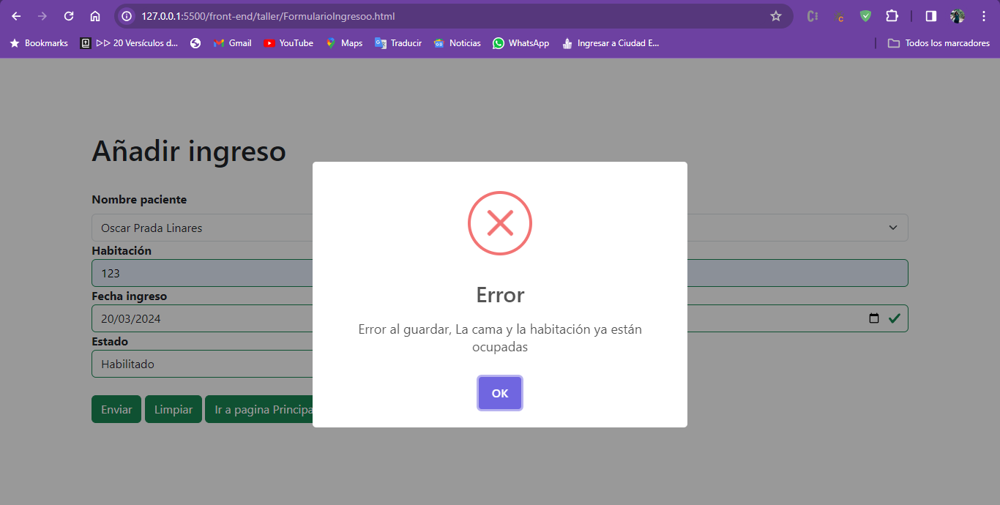 127.0.0.1:5500/front-end/taller/FormularioIngresoo.html
Bookmarks ▷▷ 20 Versículos d... Gmail YouTube Maps Traducir Noticias WhatsApp Ingresar a Ciudad E... Todos los marcadores
Añadir ingreso
Nombre paciente
Oscar Prada Linares
Habitación
123
Fecha ingreso
20/03/2024
Estado
Habilitado
Enviar Limpiar Ir a pagina Principa
Error
Error al guardar, La cama y la habitación ya están
ocupadas
OK